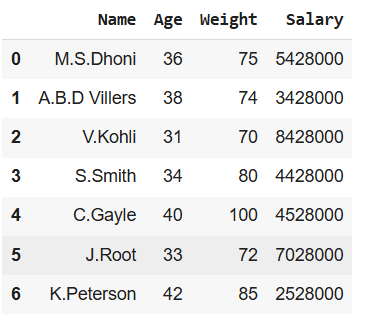 Name Age Weight Salary
0 M.S.Dhoni 36 75 5428000
1 A.B.D Villers 38 74 3428000
2 V.Kohli 31 70 8428000
3 S.Smith 34 80 4428000
4 C.Gayle 40 100 4528000
5 J.Root 33 72 7028000
6 K.Peterson 42 85 2528000